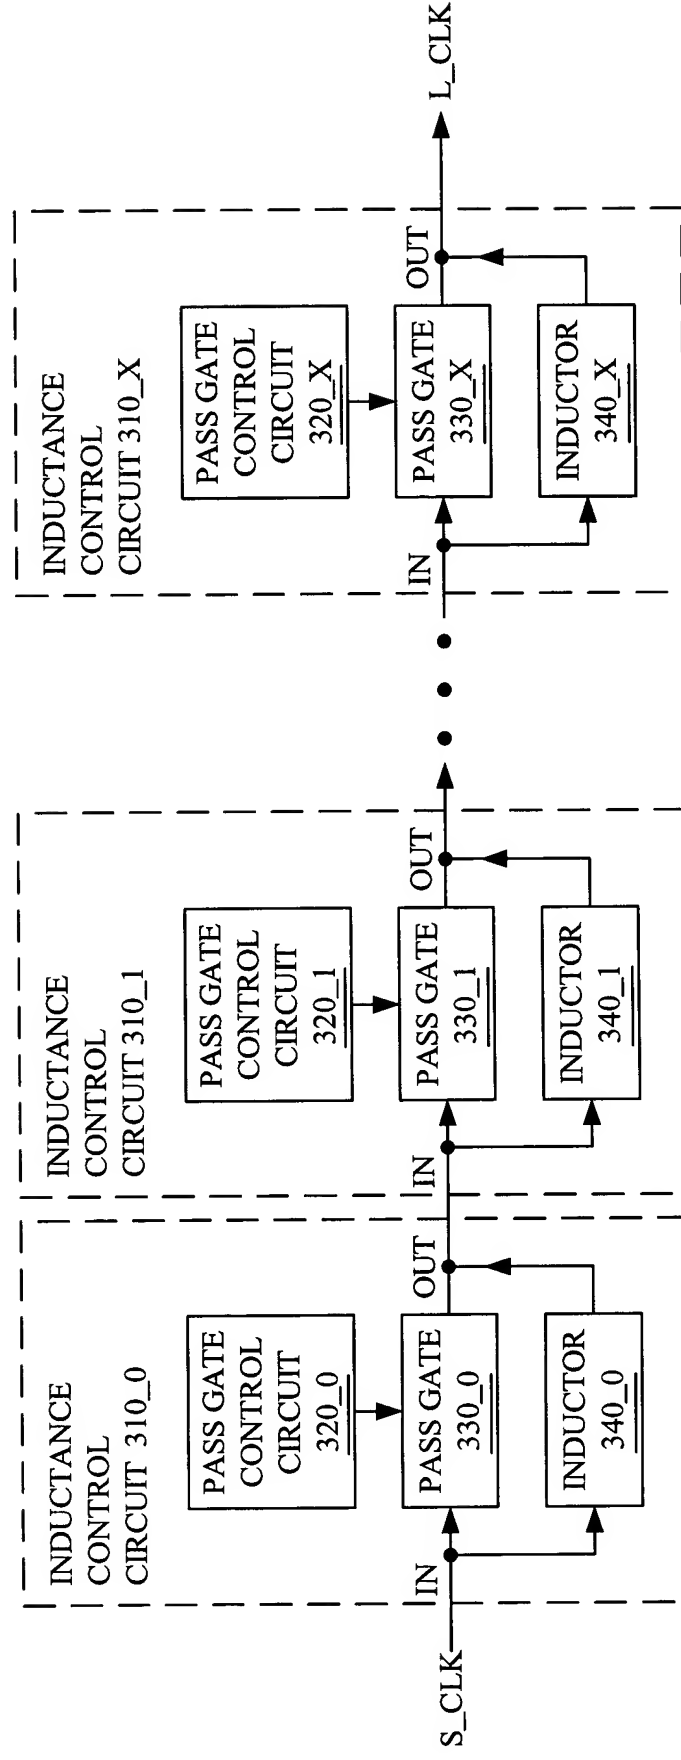 INDUCTANCE
CONTROL
CIRCUIT 310_0
PASS GATE
CONTROL
CIRCUIT
320_0
S_CLK
IN
PASS GATE
330_0
OUT
INDUCTOR
340_0
INDUCTANCE
CONTROL
CIRCUIT 310_1
PASS GATE
CONTROL
CIRCUIT
320_1
IN
PASS GATE
330_1
OUT
INDUCTOR
340_1
INDUCTANCE
CONTROL
CIRCUIT 310_X
PASS GATE
CONTROL
CIRCUIT
320_X
IN
PASS GATE
330_X
OUT
L_CLK
INDUCTOR
340_X